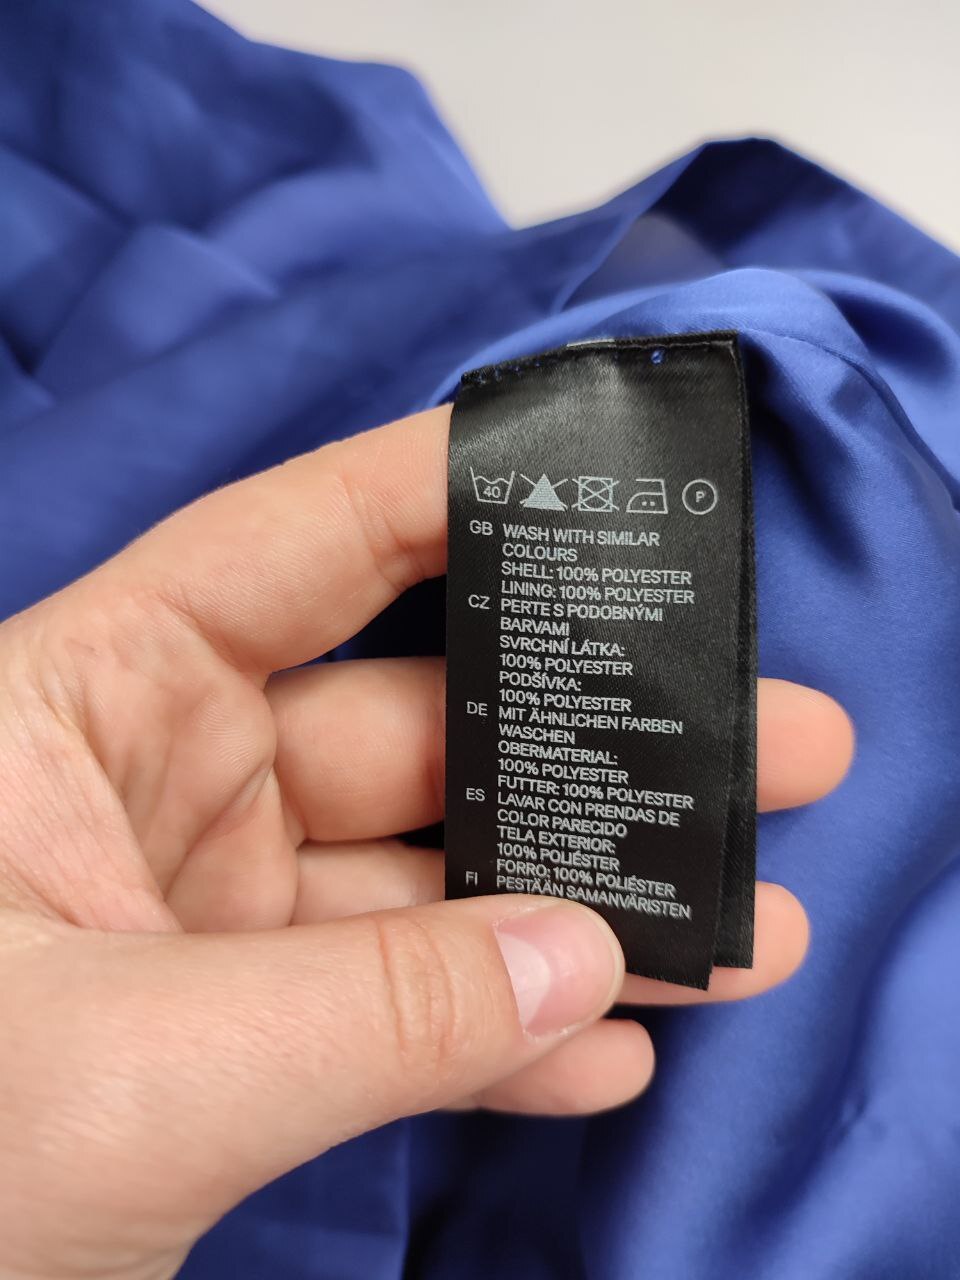 40 P
GB WASH WITH SIMILAR
COLOURS
SHELL: 100% POLYESTER
LINING: 100% POLYESTER
CZ PERTE S PODOBNÝMI
BARVAMI
SVRCHNÍ LÁTKA:
100% POLYESTER
PODŠÍVKA:
100% POLYESTER
DE MIT ÄHNLICHEN FARBEN
WASCHEN
OBERMATERIAL:
100% POLYESTER
FUTTER: 100% POLYESTER
ES LAVAR CON PRENDAS DE
COLOR PARECIDO
TELA EXTERIOR:
100% POLIÉSTER
FORRO: 100% POLIÉSTER
FI PESTÄÄN SAMANVÄRISTEN